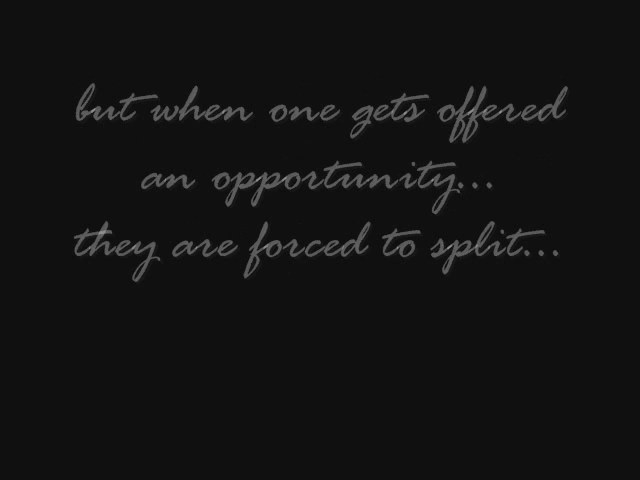 but when one gets offered
an opportunity...
they are forced to split...